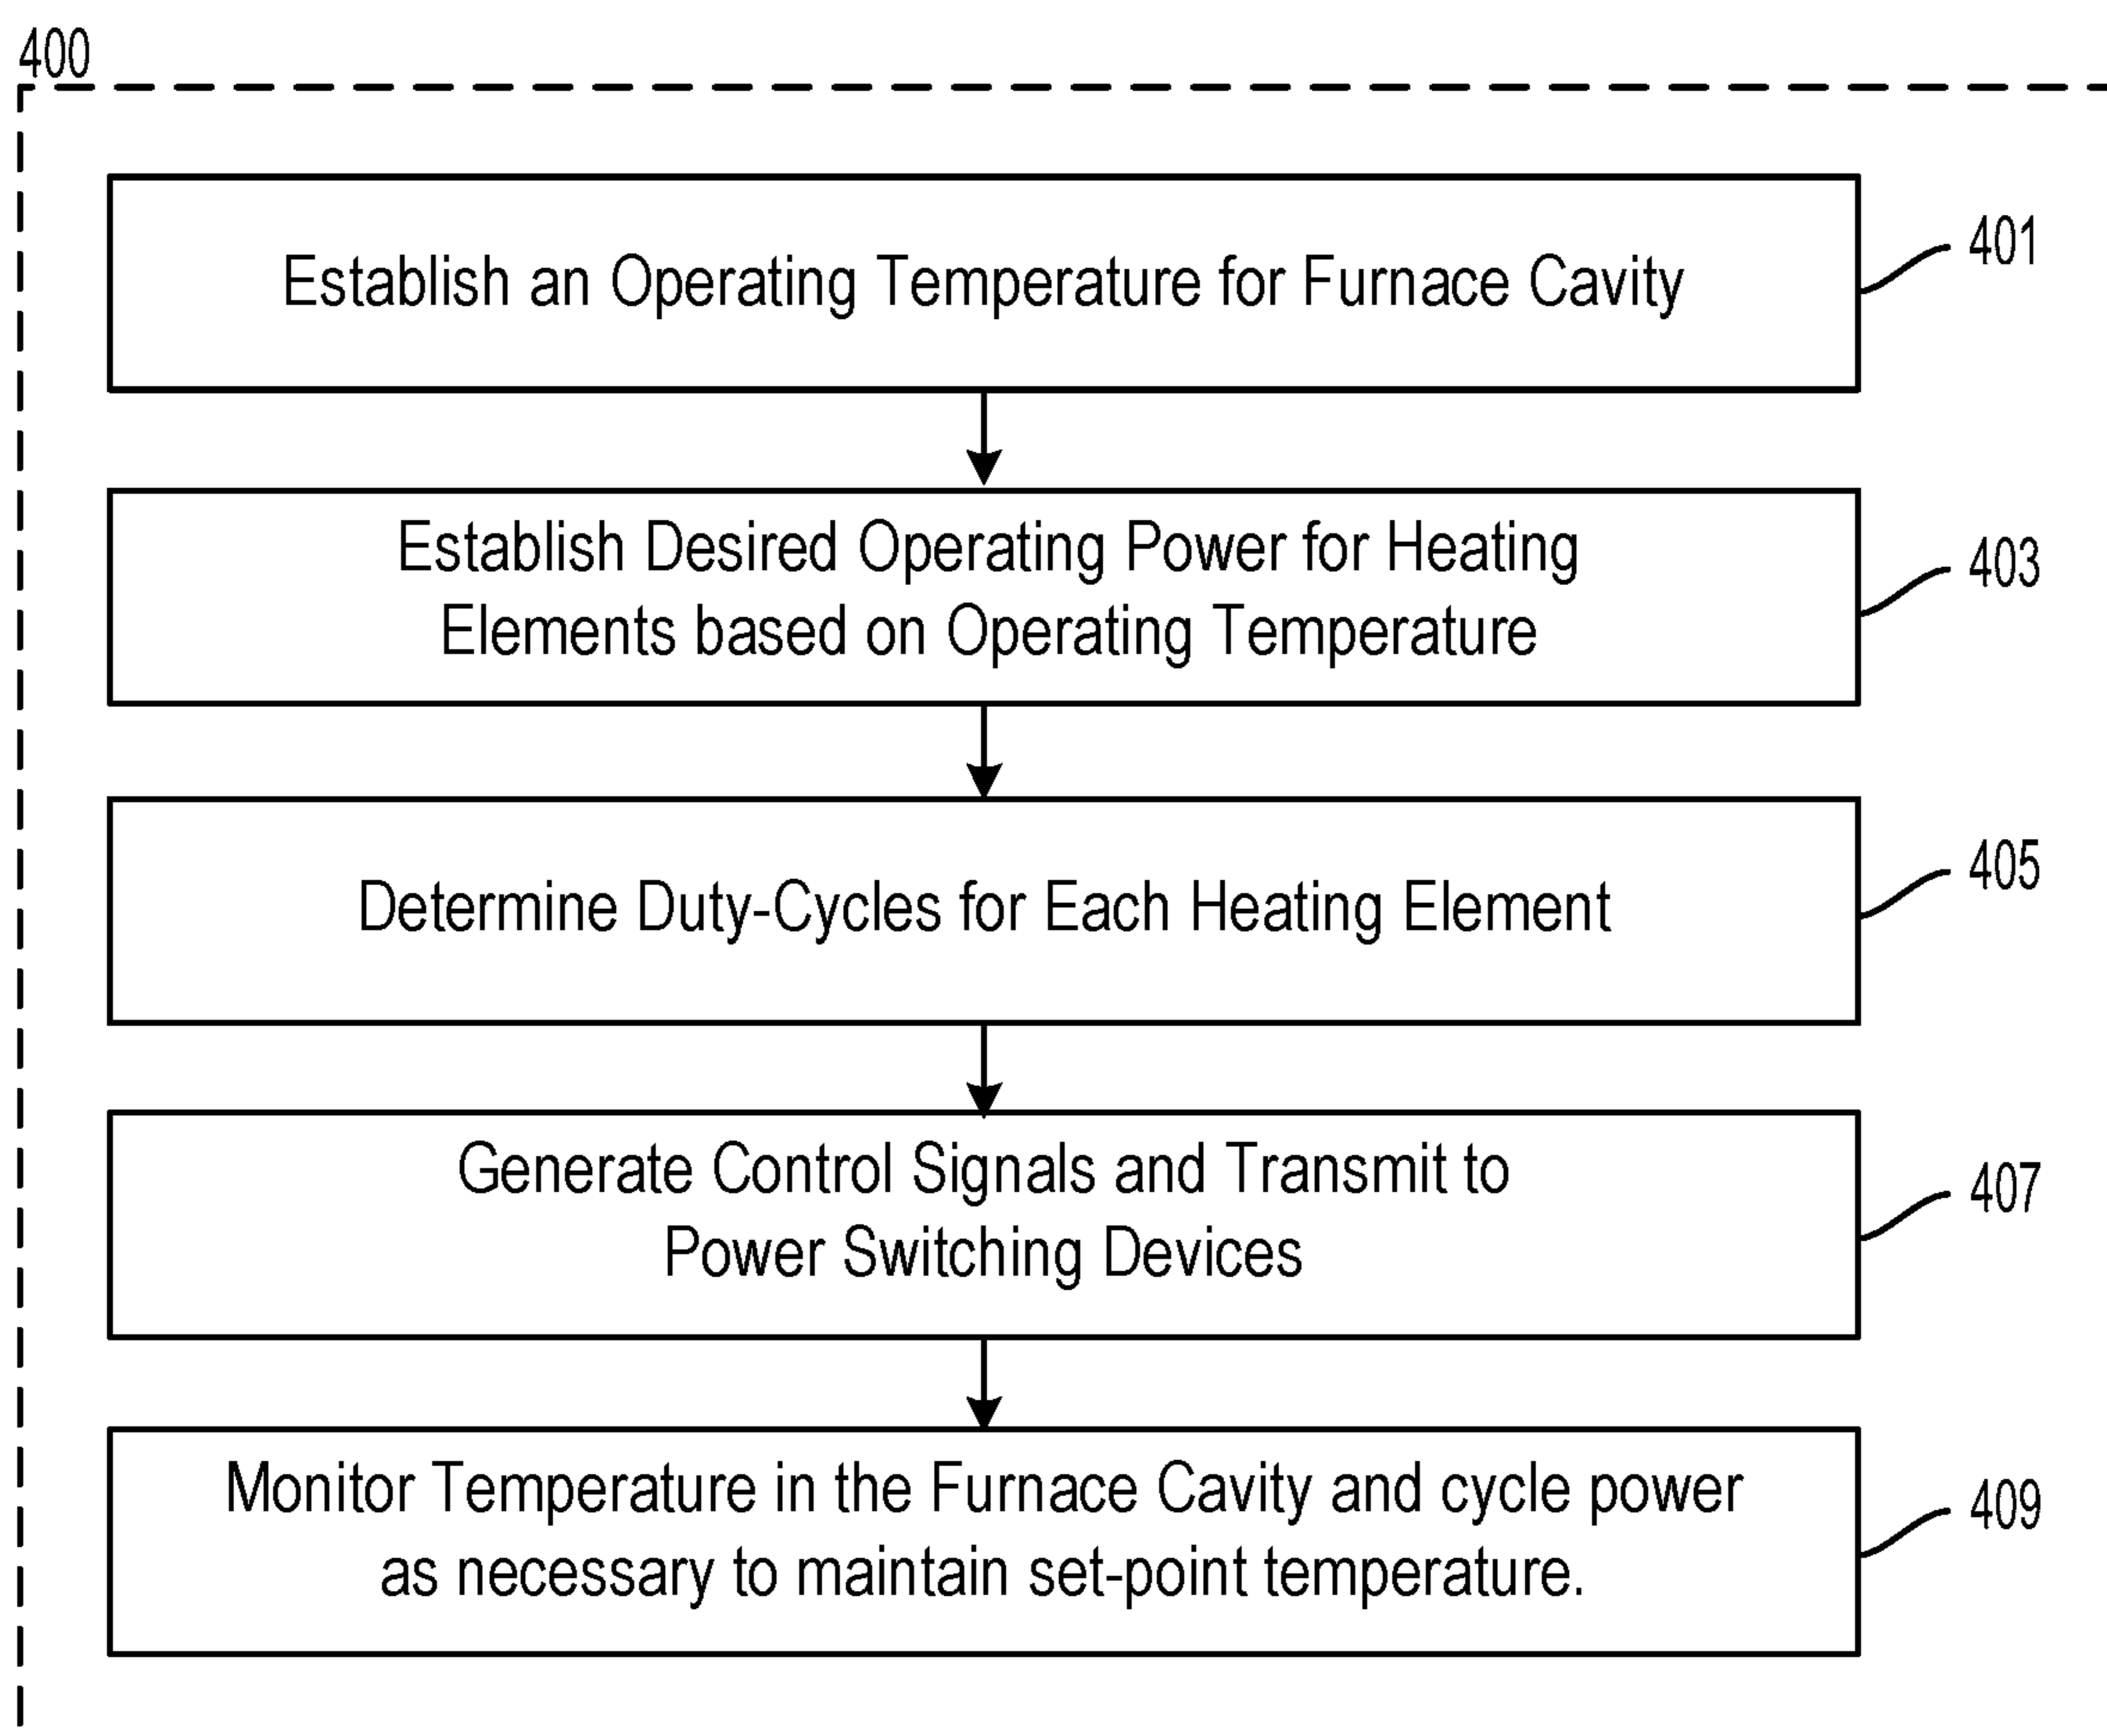 400
Establish an Operating Temperature for Furnace Cavity
401
Establish Desired Operating Power for Heating
Elements based on Operating Temperature
403
Determine Duty-Cycles for Each Heating Element
405
Generate Control Signals and Transmit to
Power Switching Devices
407
Monitor Temperature in the Furnace Cavity and cycle power
as necessary to maintain set-point temperature.
409